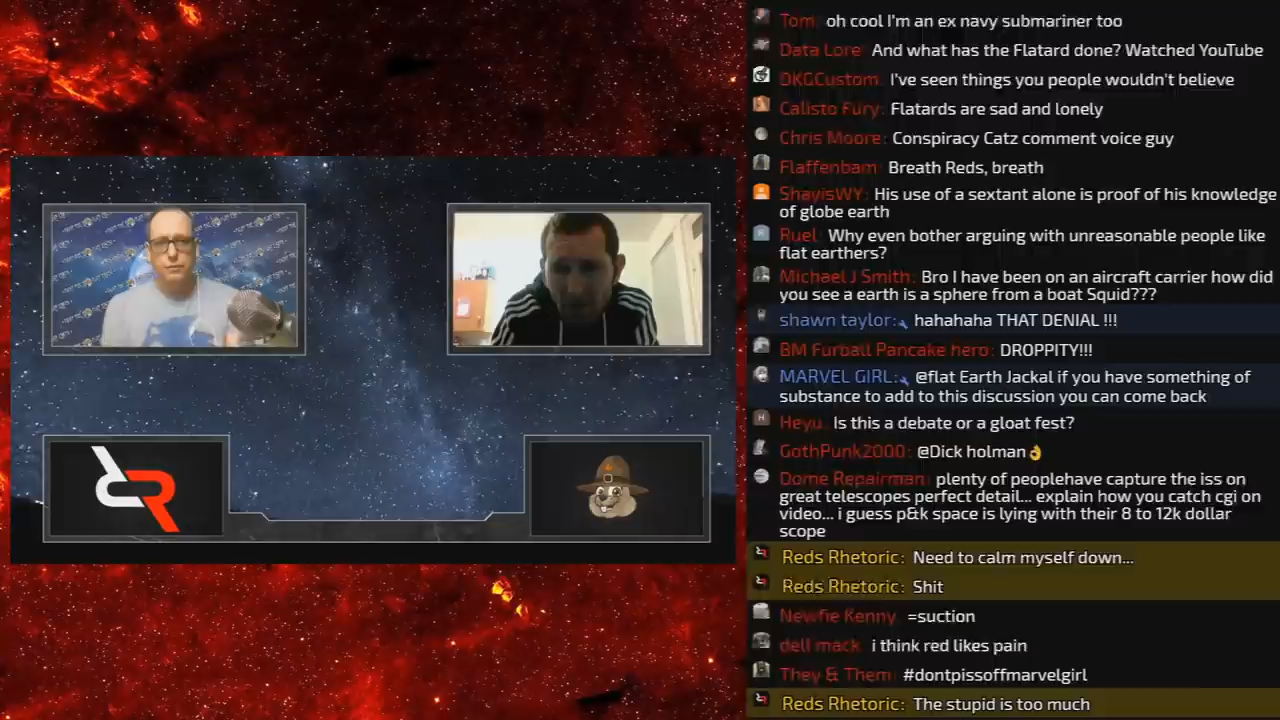 Tom: oh cool I'm an ex navy submariner too
Data Lore: And what has the Flatard done? Watched YouTube
DKGCustom: I've seen things you people wouldn't believe
Calisto Fury: Flatards are sad and lonely
Chris Moore: Conspiracy Catz comment voice guy
Flaffenbam: Breath Reds, breath
ShayisWY: His use of a sextant alone is proof of his knowledge
of globe earth
Ruel: Why even bother arguing with unreasonable people like
flat earthers?
Michael J Smith: Bro I have been on an aircraft carrier how did
you see a earth is a sphere from a boat Squid???
shawn taylor: hahahaha THAT DENIAL !!!
BM Furball Pancake hero: DROPPITY!!!
MARVEL GIRL: @flat Earth Jackal if you have something of
substance to add to this discussion you can come back
Heyu: Is this a debate or a gloat fest?
GothPunk2000: @Dick holman👌
Dome Repairman: plenty of peoplehave capture the iss on
great telescopes perfect detail... explain how you catch cgi on
video... i guess p&k space is lying with their 8 to 12k dollar
scope
Reds Rhetoric: Need to calm myself down...
Reds Rhetoric: Shit
Newfie Kenny: =suction
dell mack: i think red likes pain
They & Them: #dontpissoffmarvelgirl
Reds Rhetoric: The stupid is too much